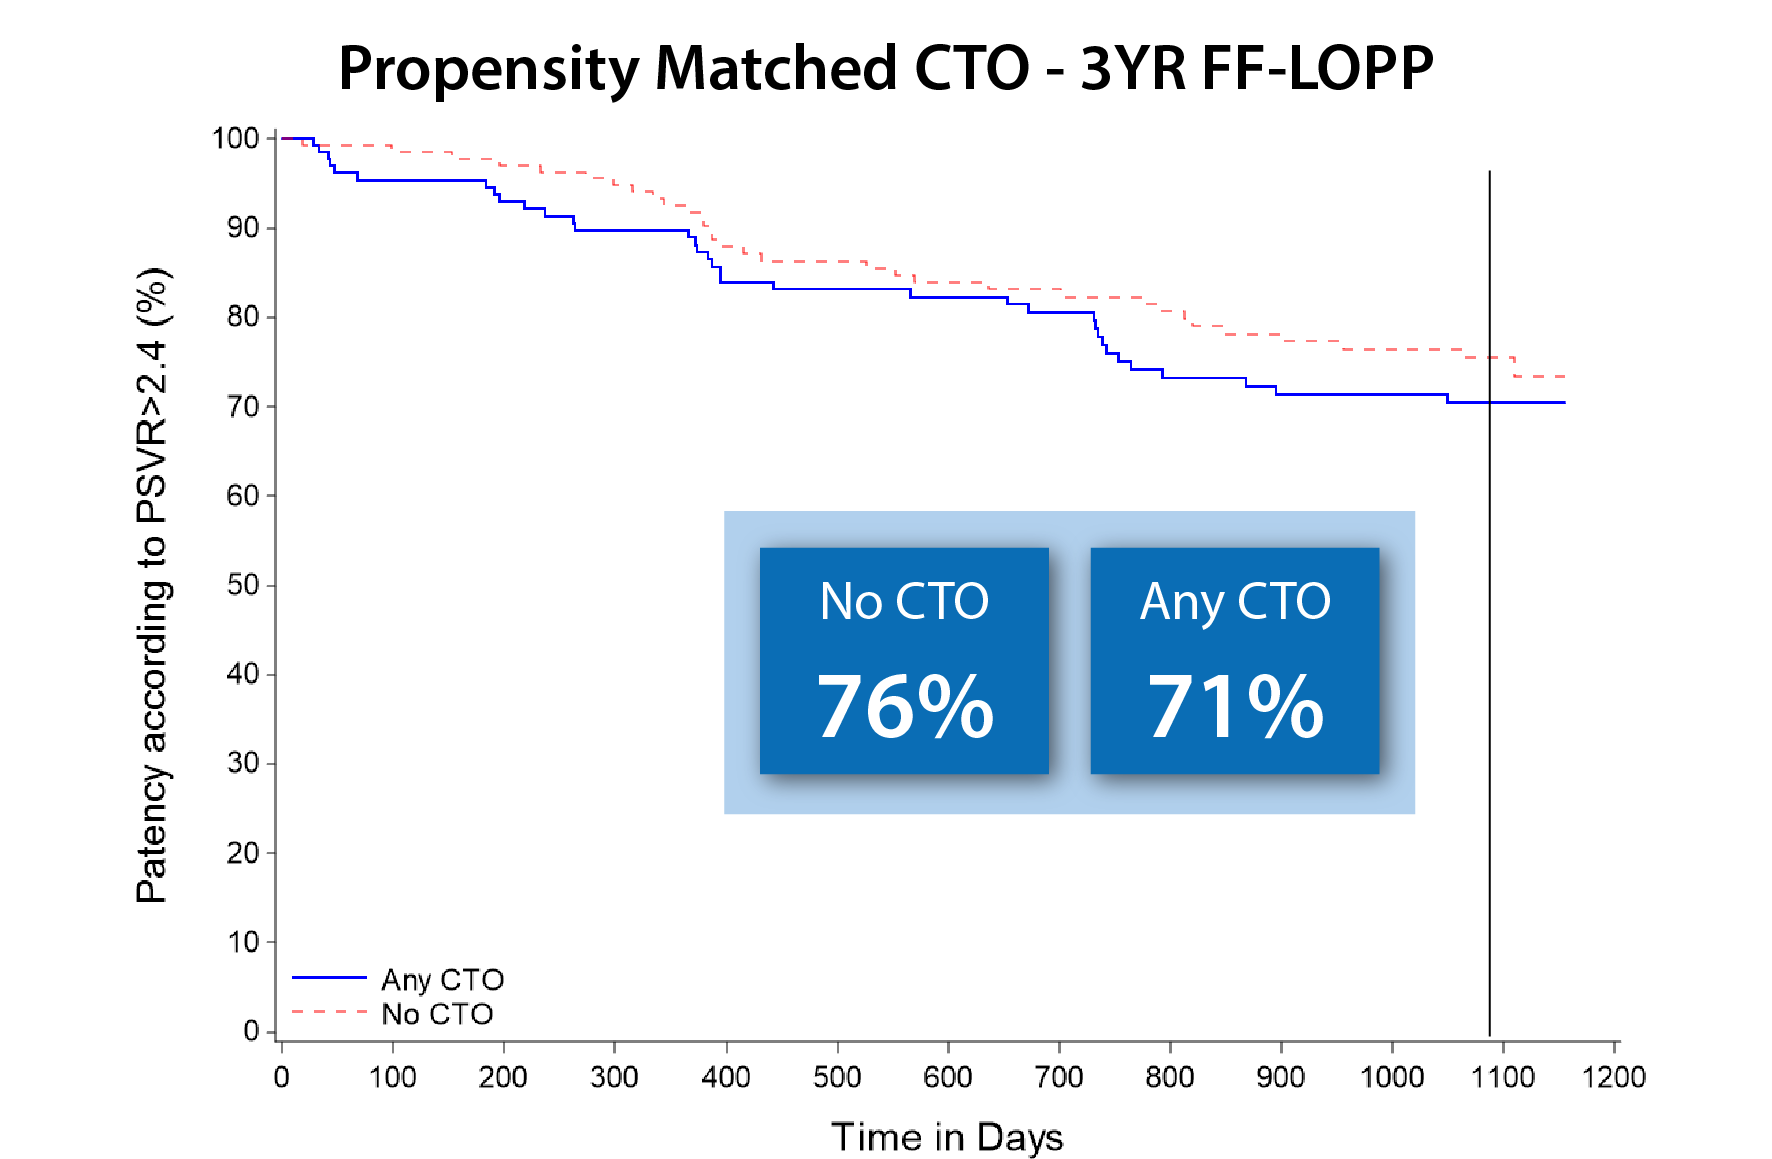 Propensity Matched CTO - 3YR FF-LOPP
Patency according to PSVR>2.4 (%)
100
90
80
70
60
50
40
30
20
10
0
No CTO
76%
Any CTO
71%
Any CTO
No CTO
0 100 200 300 400 500 600 700 800 900 1000 1100 1200
Time in Days